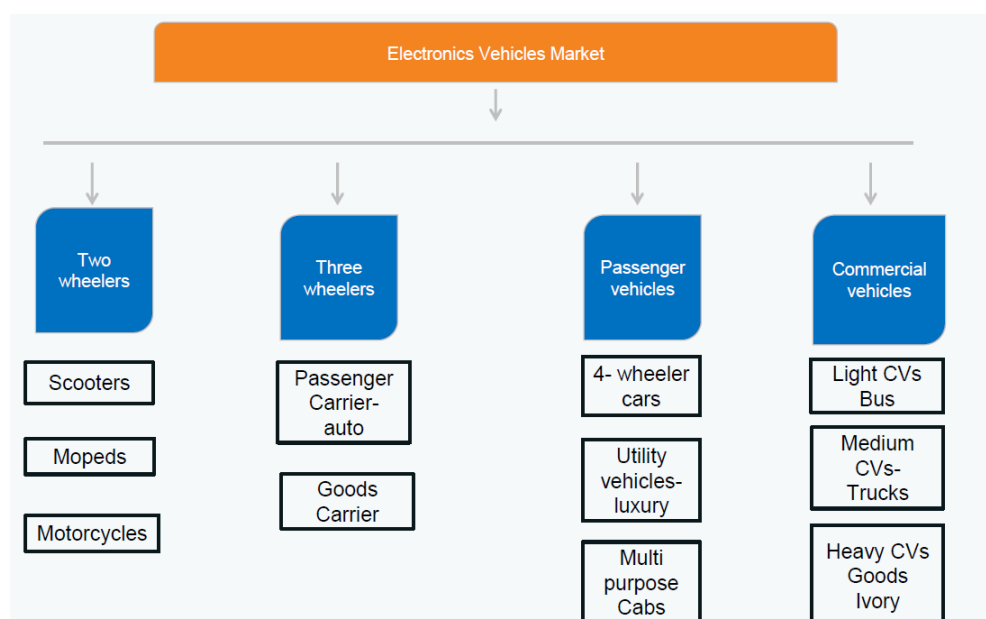 Electronics Vehicles Market
Two
wheelers
Three
wheelers
Passenger
vehicles
Commercial
vehicles
Scooters
Mopeds
Motorcycles
Passenger
Carrier-
auto
Goods
Carrier
4- wheeler
cars
Utility
vehicles-
luxury
Multi
purpose
Cabs
Light CVs
Bus
Medium
CVs-
Trucks
Heavy CVs
Goods
Ivory